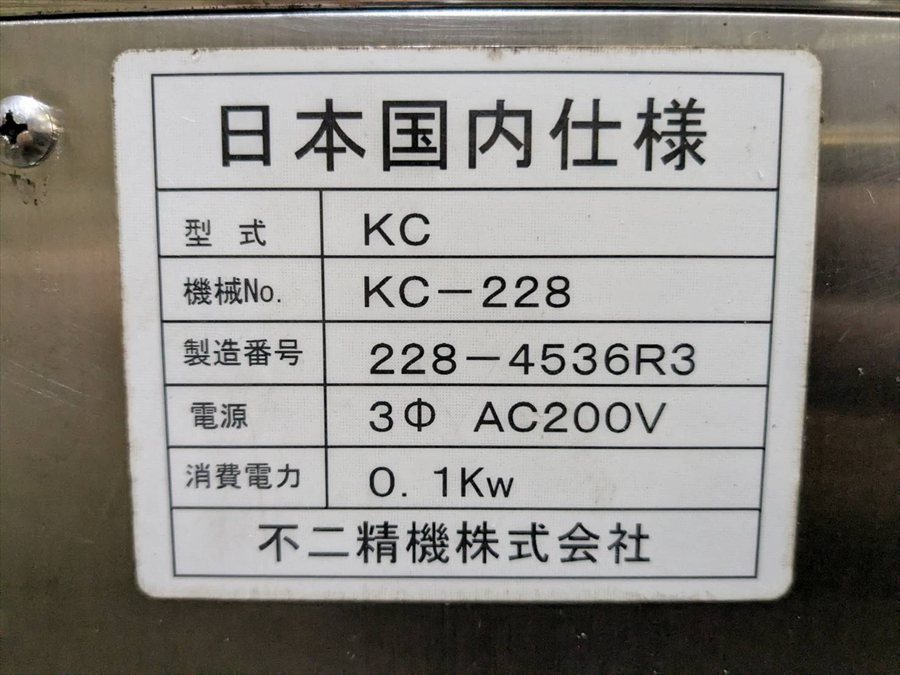 日本国内仕様
型 式 KC
機械No. KC－228
製造番号 228－4536R3
電源 3Φ AC200V
消費電力 0.1Kw
不二精機株式会社